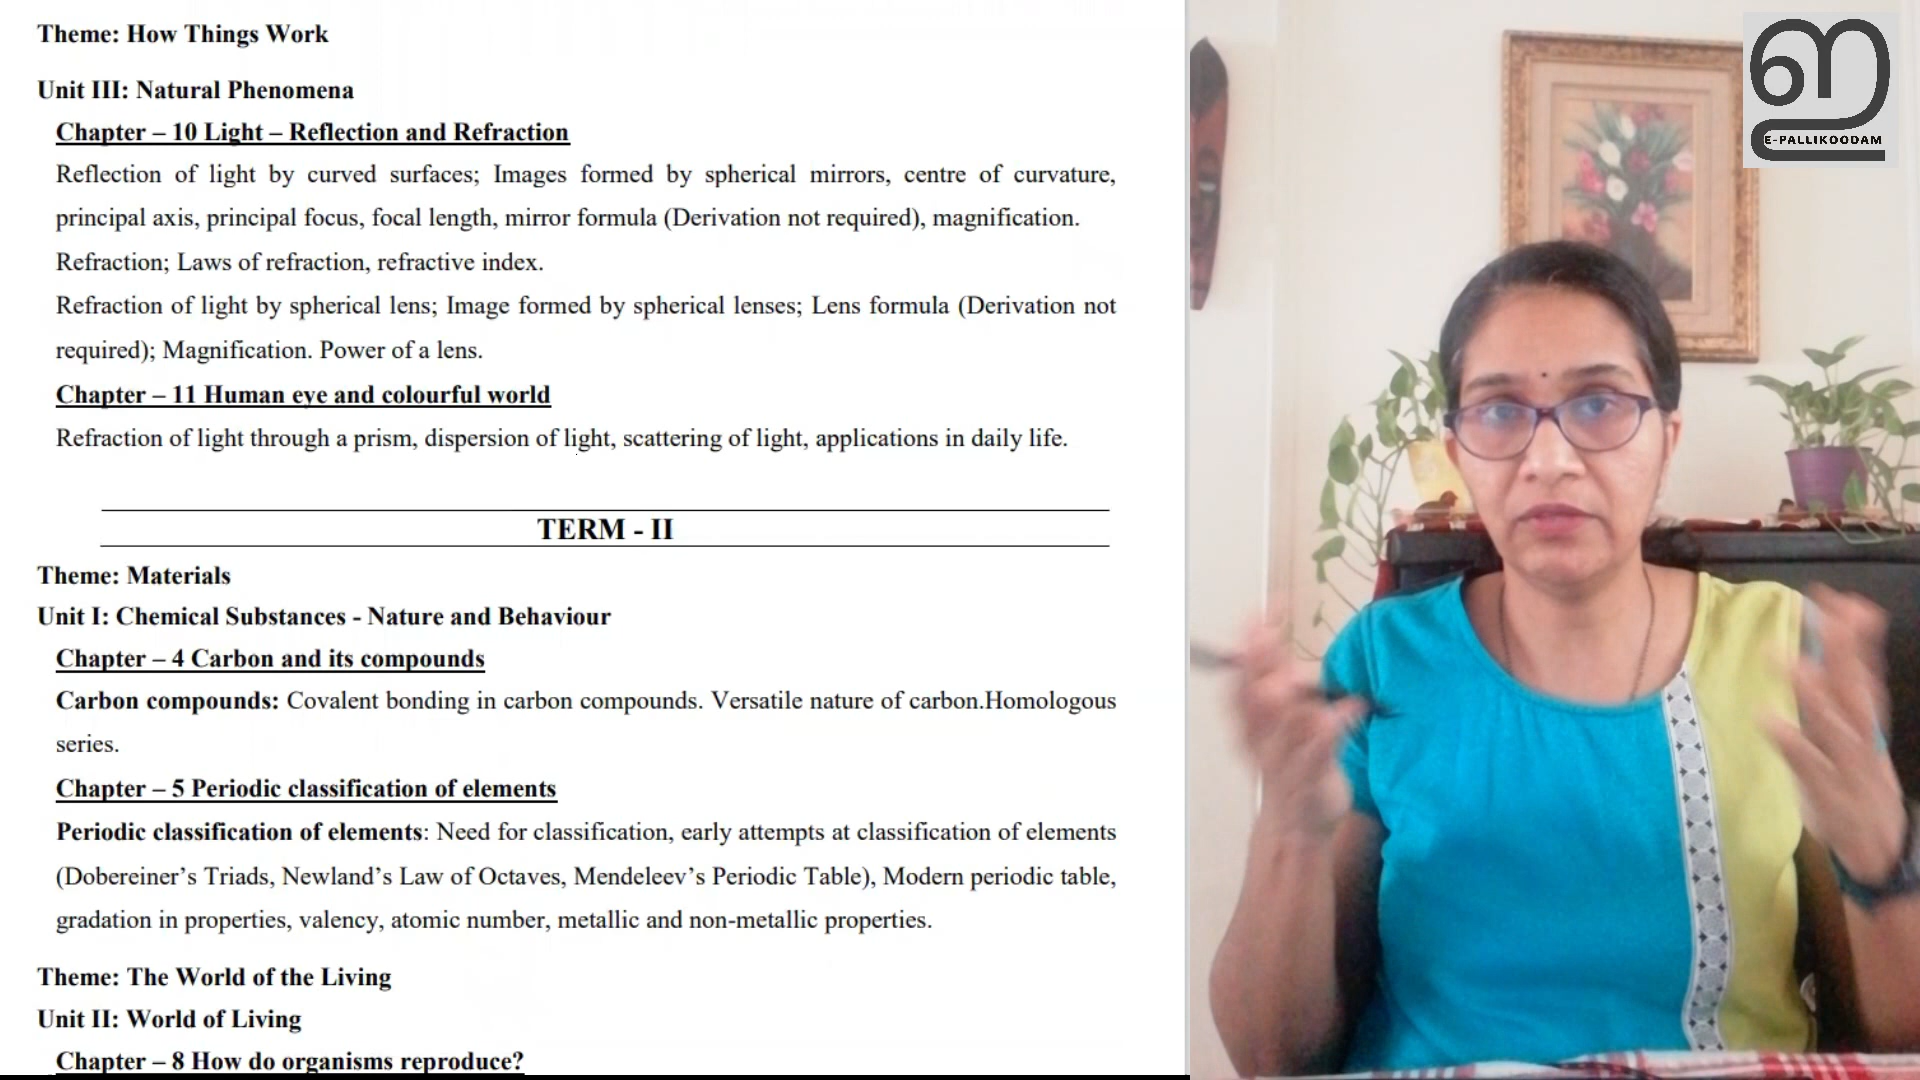 Theme: How Things Work
Unit III: Natural Phenomena
Chapter – 10 Light – Reflection and Refraction
Reflection of light by curved surfaces; Images formed by spherical mirrors, centre of curvature,
principal axis, principal focus, focal length, mirror formula (Derivation not required), magnification.
Refraction; Laws of refraction, refractive index.
Refraction of light by spherical lens; Image formed by spherical lenses; Lens formula (Derivation not
required); Magnification. Power of a lens.
Chapter – 11 Human eye and colourful world
Refraction of light through a prism, dispersion of light, scattering of light, applications in daily life.
TERM - II
Theme: Materials
Unit I: Chemical Substances - Nature and Behaviour
Chapter – 4 Carbon and its compounds
Carbon compounds: Covalent bonding in carbon compounds. Versatile nature of carbon.Homologous
series.
Chapter – 5 Periodic classification of elements
Periodic classification of elements: Need for classification, early attempts at classification of elements
(Dobereiner’s Triads, Newland’s Law of Octaves, Mendeleev’s Periodic Table), Modern periodic table,
gradation in properties, valency, atomic number, metallic and non-metallic properties.
Theme: The World of the Living
Unit II: World of Living
Chapter – 8 How do organisms reproduce?
ഇ
E-PALLIKOODAM